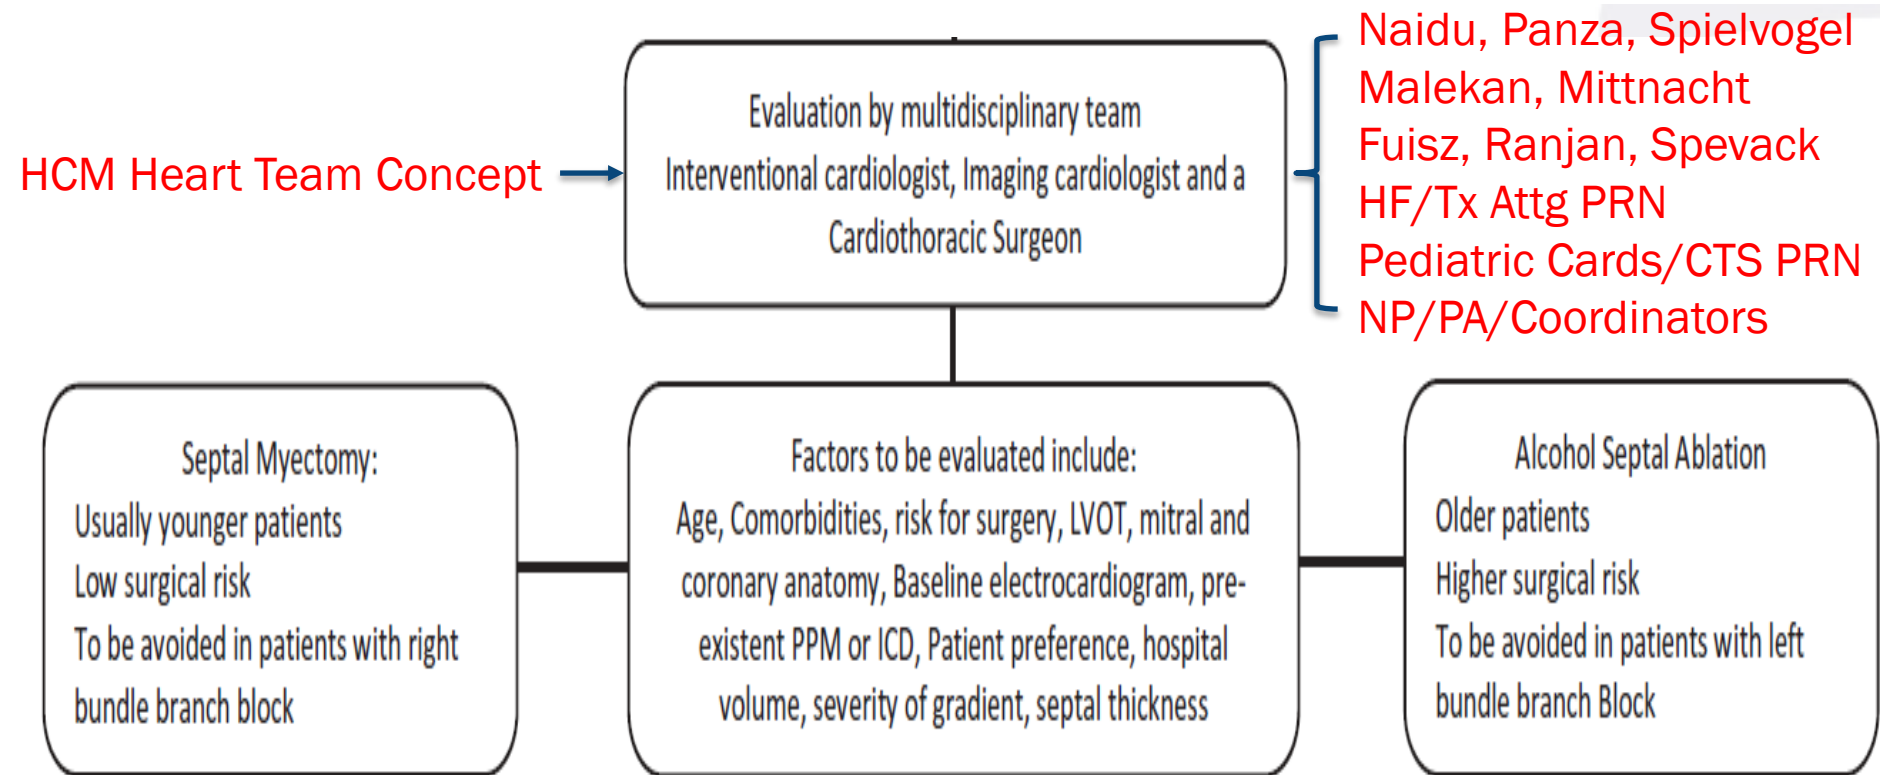 HCM Heart Team Concept
Evaluation by multidisciplinary team
Interventional cardiologist, Imaging cardiologist and a
Cardiothoracic Surgeon
Naidu, Panza, Spielvogel
Malekan, Mittnacht
Fuisz, Ranjan, Spevack
HF/Tx Attg PRN
Pediatric Cards/CTS PRN
NP/PA/Coordinators
Septal Myectomy:
Usually younger patients
Low surgical risk
To be avoided in patients with right
bundle branch block
Factors to be evaluated include:
Age, Comorbidities, risk for surgery, LVOT, mitral and
coronary anatomy, Baseline electrocardiogram, pre-
existent PPM or ICD, Patient preference, hospital
volume, severity of gradient, septal thickness
Alcohol Septal Ablation
Older patients
Higher surgical risk
To be avoided in patients with left
bundle branch Block